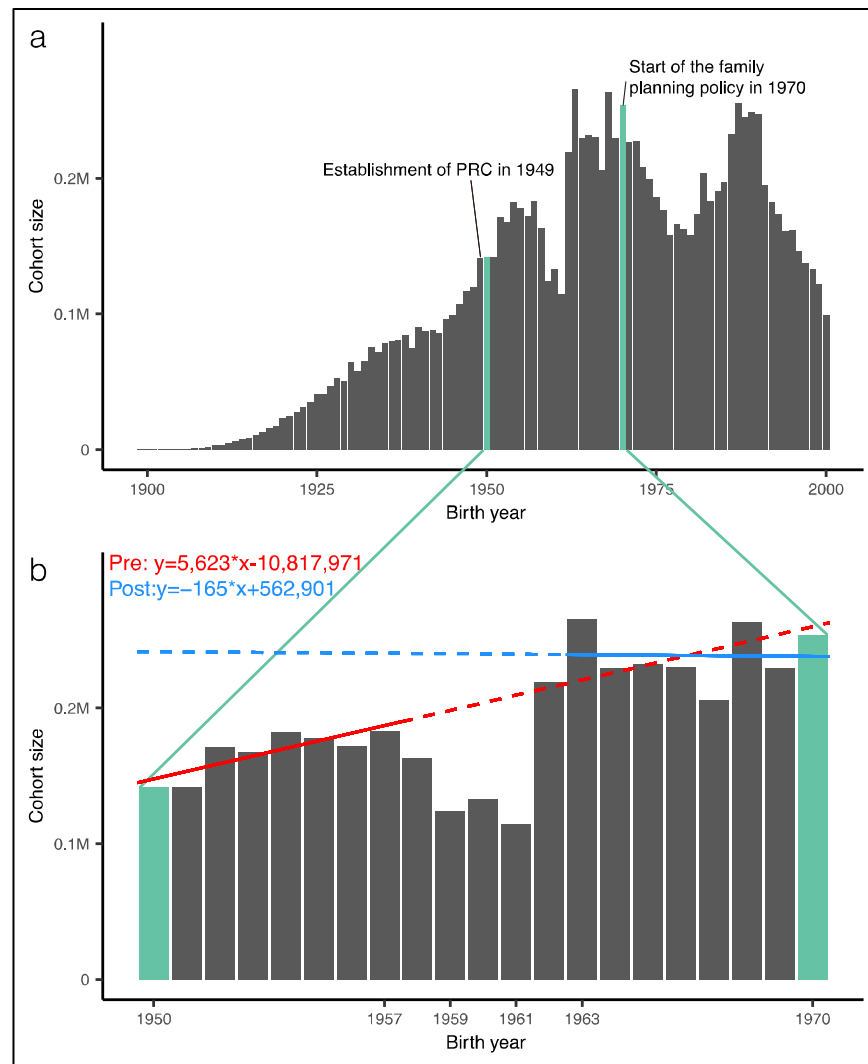 a
Start of the family
planning policy in 1970
Establishment of PRC in 1949
Cohort size
0.2M
0.1M
0
1900
1925
1950
1975
2000
Birth year
b
Pre: y=5,623*x-10,817,971
Post:y=−165*x+562,901
Cohort size
0.2M
0.1M
0
1950
1957
1959
1961
1963
1970
Birth year